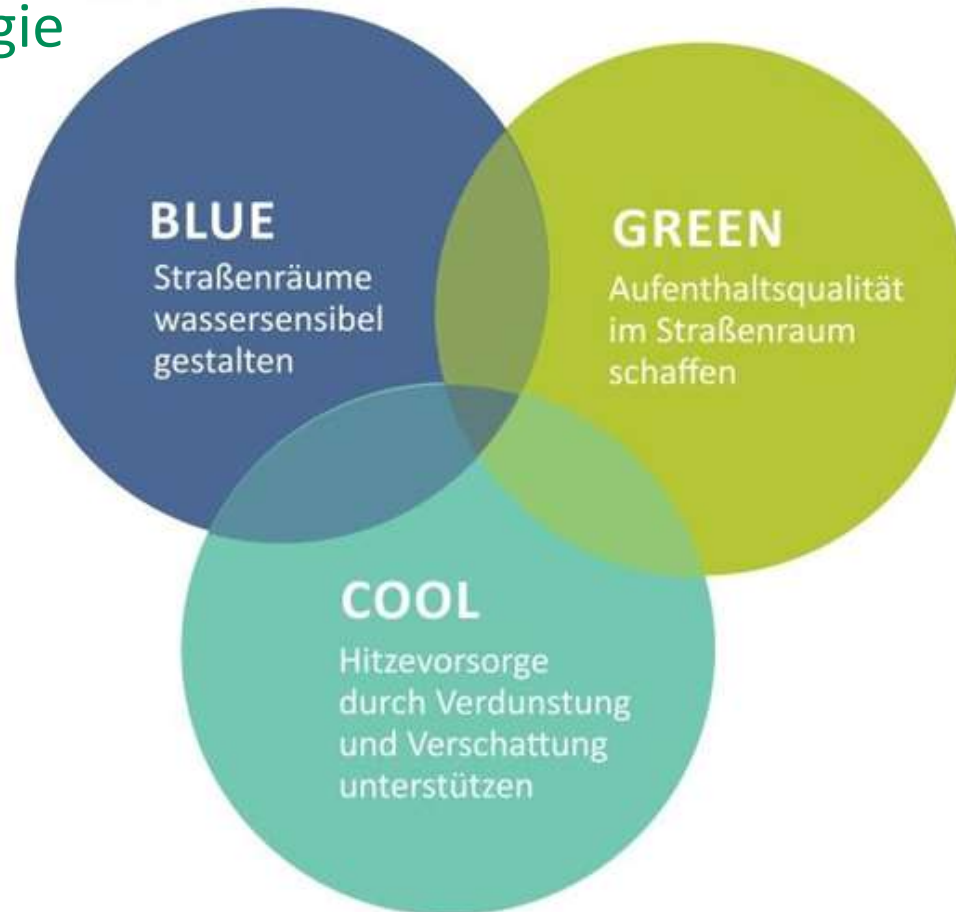 gie
BLUE
Straßenräume
wassersensibel
gestalten
GREEN
Aufenthaltsqualität
im Straßenraum
schaffen
COOL
Hitzevorsorge
durch Verdunstung
und Verschattung
unterstützen